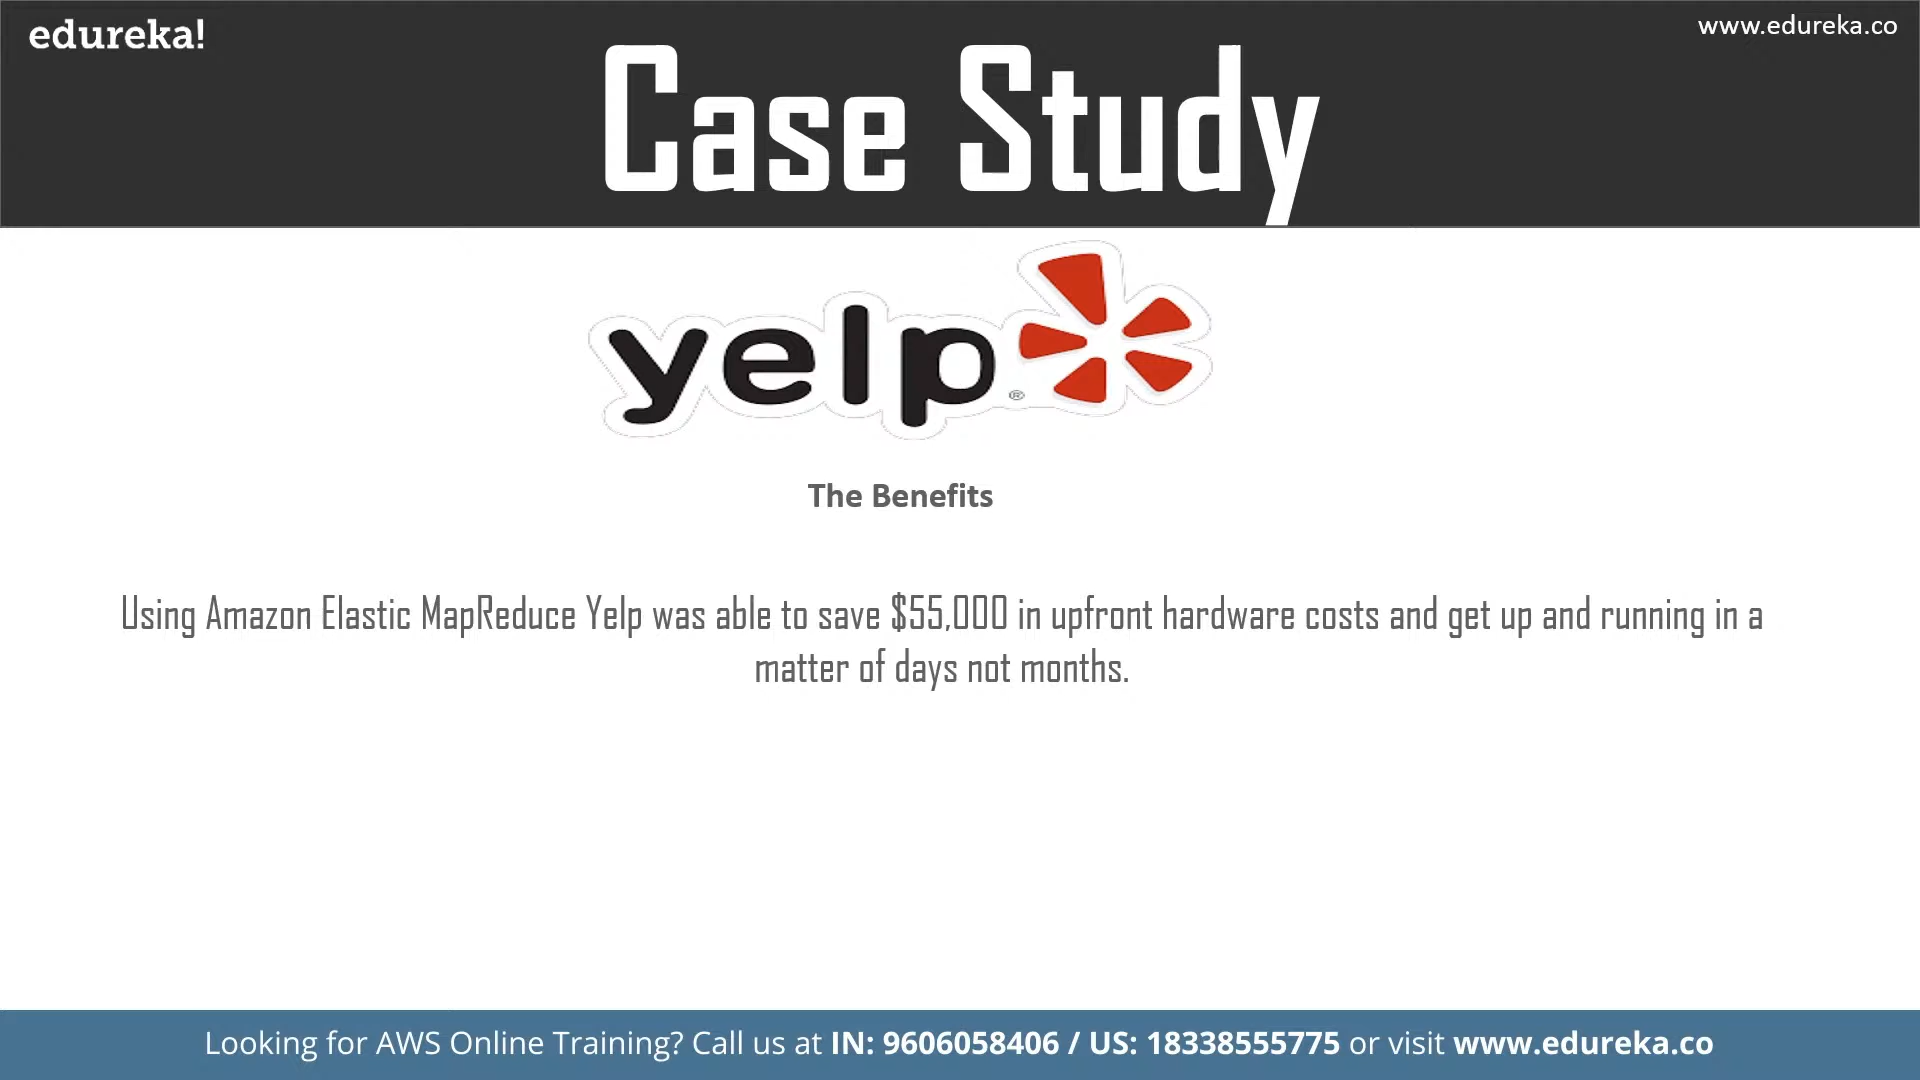 edureka!
www.edureka.co
Case Study
yelp®
The Benefits
Using Amazon Elastic MapReduce Yelp was able to save $55,000 in upfront hardware costs and get up and running in a
matter of days not months.
Looking for AWS Online Training? Call us at IN: 9606058406 / US: 18338555775 or visit www.edureka.co